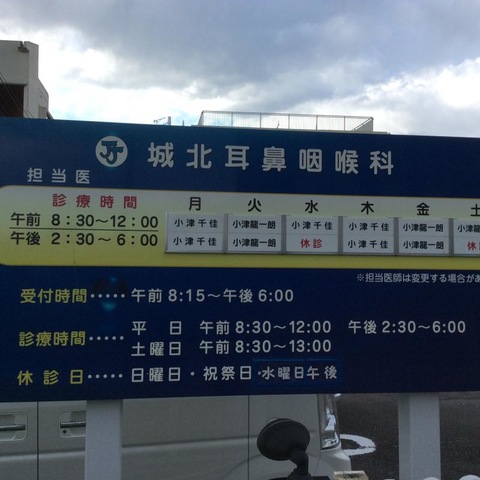 城北耳鼻咽喉科
担当医
診療時間 月 火 水 木 金 土
午前 8:30～12:00 小津千佳 小津龍一朗 小津千佳 小津千佳 小津龍一朗 小津龍
午後 2:30～6:00 小津千佳 小津龍一朗 休診 小津千佳 小津龍一朗 休
※担当医師は変更する場合があ
受付時間‥‥‥午前8:15～午後6:00
診療時間‥‥‥平 日 午前8:30～12:00 午後2:30～6:00
土曜日 午前8:30～13:00
休診日‥‥‥日曜日・祝祭日・水曜日午後